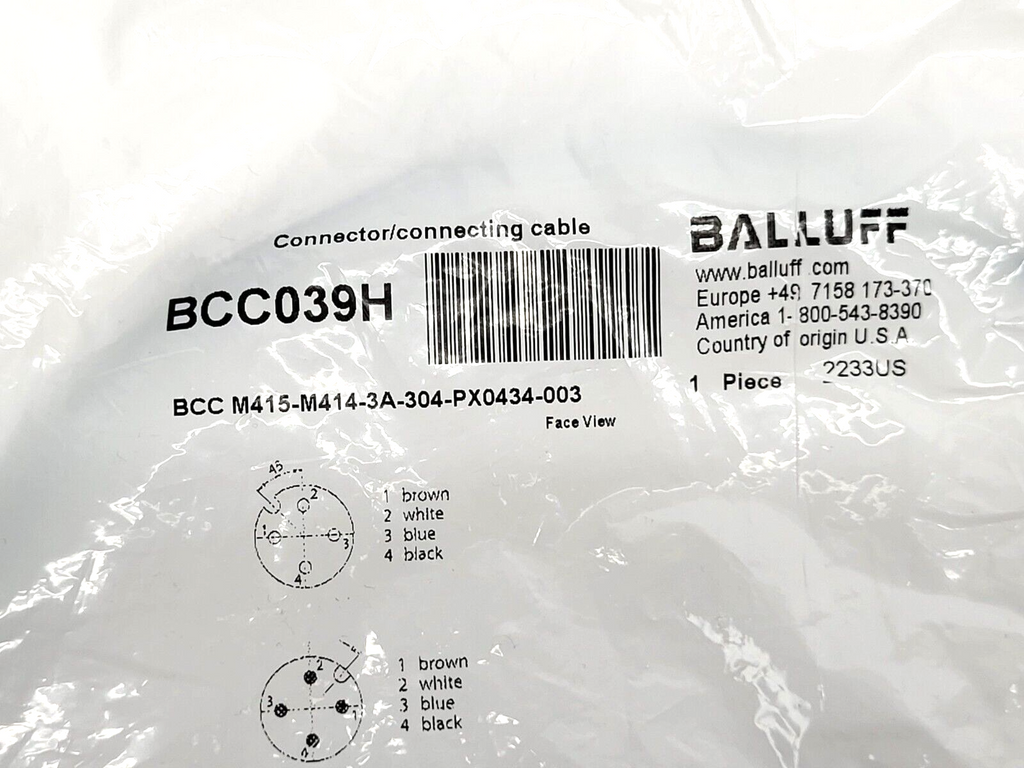 Connector/connecting cable
BALLUFF
BCC039H
www.balluff.com
Europe +49 7158 173-370
America 1-800-543-8390
Country of origin U.S.A
1 Piece 2233US
BCC M415-M414-3A-304-PX0434-003
Face View
45
2
1
3
4
1 brown
2 white
3 blue
4 black
2
3
1
4
1 brown
2 white
3 blue
4 black